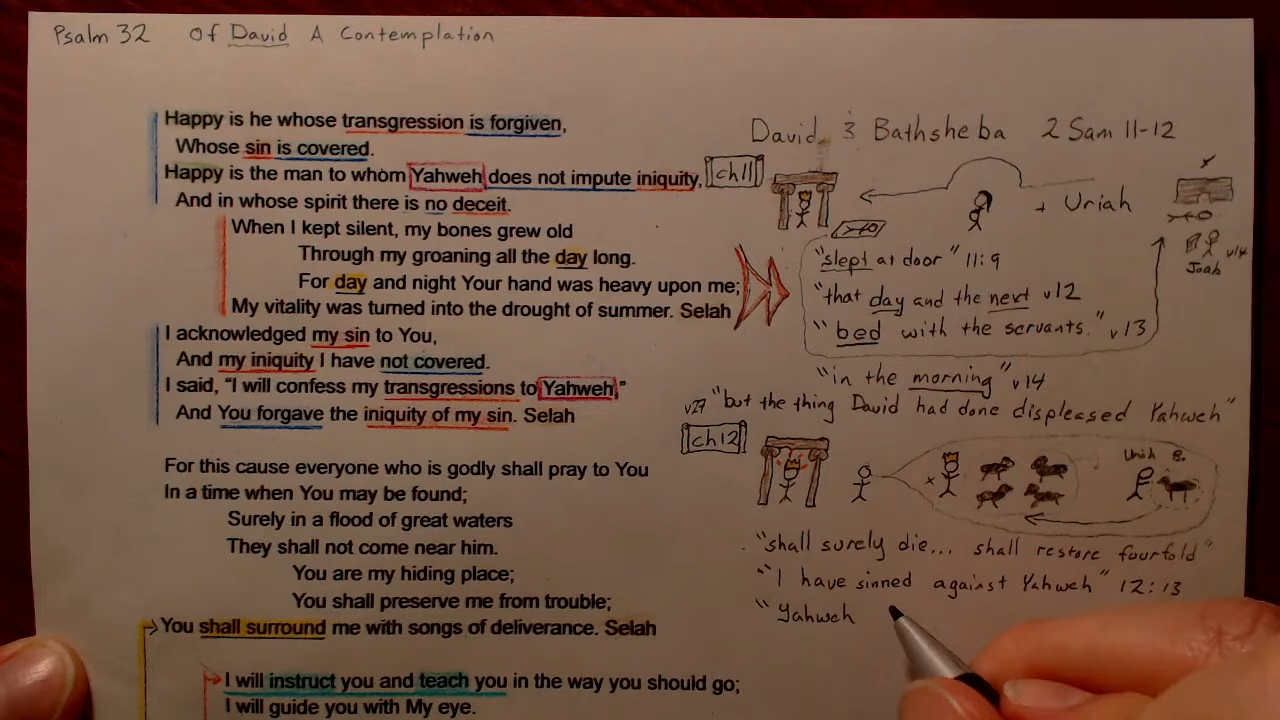 Psalm 32 Of David A Contemplation
Happy is he whose transgression is forgiven,
Whose sin is covered.
Happy is the man to whom Yahweh does not impute iniquity,
And in whose spirit there is no deceit.
When I kept silent, my bones grew old
Through my groaning all the day long.
For day and night Your hand was heavy upon me;
My vitality was turned into the drought of summer. Selah
I acknowledged my sin to You,
And my iniquity I have not covered.
I said, “I will confess my transgressions to Yahweh,”
And You forgave the iniquity of my sin. Selah
For this cause everyone who is godly shall pray to You
In a time when You may be found;
Surely in a flood of great waters
They shall not come near him.
You are my hiding place;
You shall preserve me from trouble;
You shall surround me with songs of deliverance. Selah
I will instruct you and teach you in the way you should go;
I will guide you with My eye.
David & Bathsheba 2 Sam 11-12
ch11
+ Uriah
Joab v14
"slept at door" 11:9
"that day and the next v12
"bed with the servants." v13
"in the morning" v14
v27 "but the thing David had done displeased Yahweh"
ch12
Uriah
"shall surely die... shall restore fourfold"
"I have sinned against Yahweh" 12:13
"Yahweh